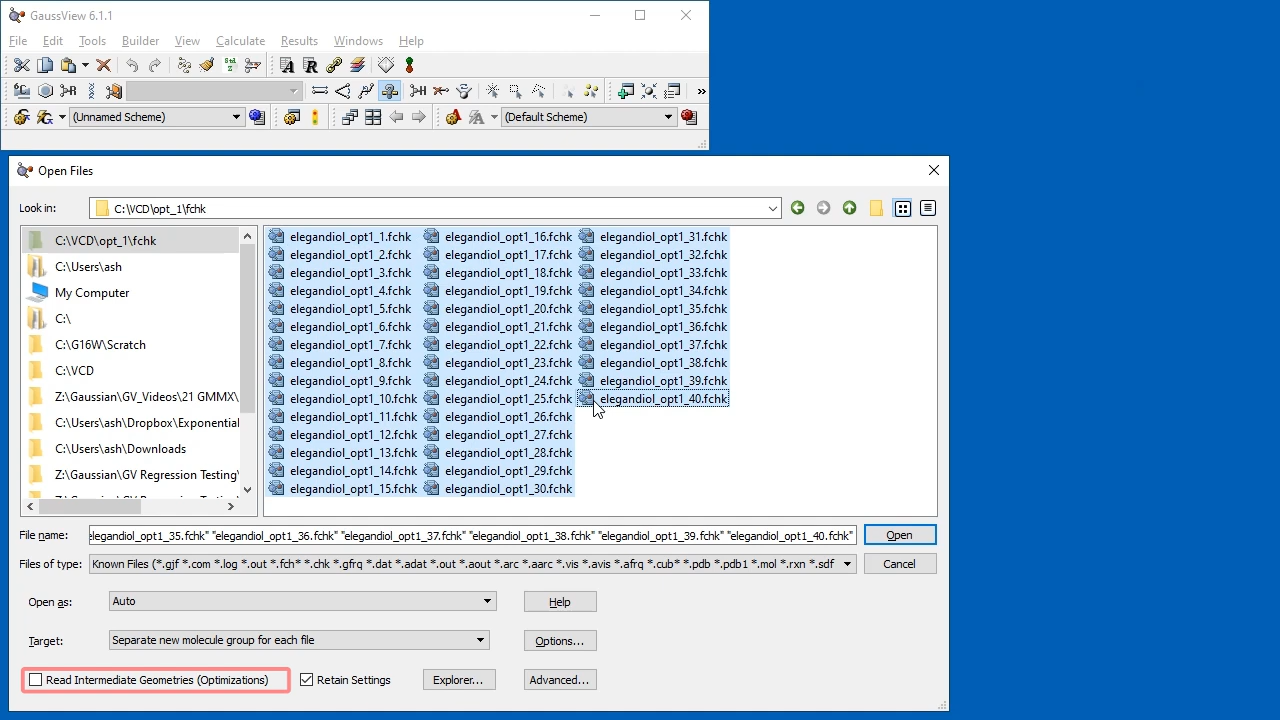 GaussView 6.1.1
File Edit Tools Builder View Calculate Results Windows Help
(Unnamed Scheme) (Default Scheme)
Open Files
Look in: C:\VCD\opt_1\fchk
C:\VCD\opt_1\fchk
C:\Users\ash
My Computer
C:\
C:\G16W\Scratch
C:\VCD
Z:\Gaussian\GV_Videos\21 GMMX\
C:\Users\ash\Dropbox\Exponential
C:\Users\ash\Downloads
Z:\Gaussian\GV Regression Testing\
elegandiol_opt1_1.fchk elegandiol_opt1_16.fchk elegandiol_opt1_31.fchk
elegandiol_opt1_2.fchk elegandiol_opt1_17.fchk elegandiol_opt1_32.fchk
elegandiol_opt1_3.fchk elegandiol_opt1_18.fchk elegandiol_opt1_33.fchk
elegandiol_opt1_4.fchk elegandiol_opt1_19.fchk elegandiol_opt1_34.fchk
elegandiol_opt1_5.fchk elegandiol_opt1_20.fchk elegandiol_opt1_35.fchk
elegandiol_opt1_6.fchk elegandiol_opt1_21.fchk elegandiol_opt1_36.fchk
elegandiol_opt1_7.fchk elegandiol_opt1_22.fchk elegandiol_opt1_37.fchk
elegandiol_opt1_8.fchk elegandiol_opt1_23.fchk elegandiol_opt1_38.fchk
elegandiol_opt1_9.fchk elegandiol_opt1_24.fchk elegandiol_opt1_39.fchk
elegandiol_opt1_10.fchk elegandiol_opt1_25.fchk elegandiol_opt1_40.fchk
elegandiol_opt1_11.fchk elegandiol_opt1_26.fchk
elegandiol_opt1_12.fchk elegandiol_opt1_27.fchk
elegandiol_opt1_13.fchk elegandiol_opt1_28.fchk
elegandiol_opt1_14.fchk elegandiol_opt1_29.fchk
elegandiol_opt1_15.fchk elegandiol_opt1_30.fchk
File name: elegandiol_opt1_35.fchk" "elegandiol_opt1_36.fchk" "elegandiol_opt1_37.fchk" "elegandiol_opt1_38.fchk" "elegandiol_opt1_39.fchk" "elegandiol_opt1_40.fchk" Open
Files of type: Known Files (*.gjf *.com *.log *.out *.fch* *.chk *.gfrq *.dat *.adat *.out *.aout *.arc *.aarc *.vis *.avis *.afrq *.cub* *.pdb *.pdb1 *.mol *.rxn *.sdf Cancel
Open as: Auto Help
Target: Separate new molecule group for each file Options...
Read Intermediate Geometries (Optimizations) Retain Settings Explorer... Advanced...